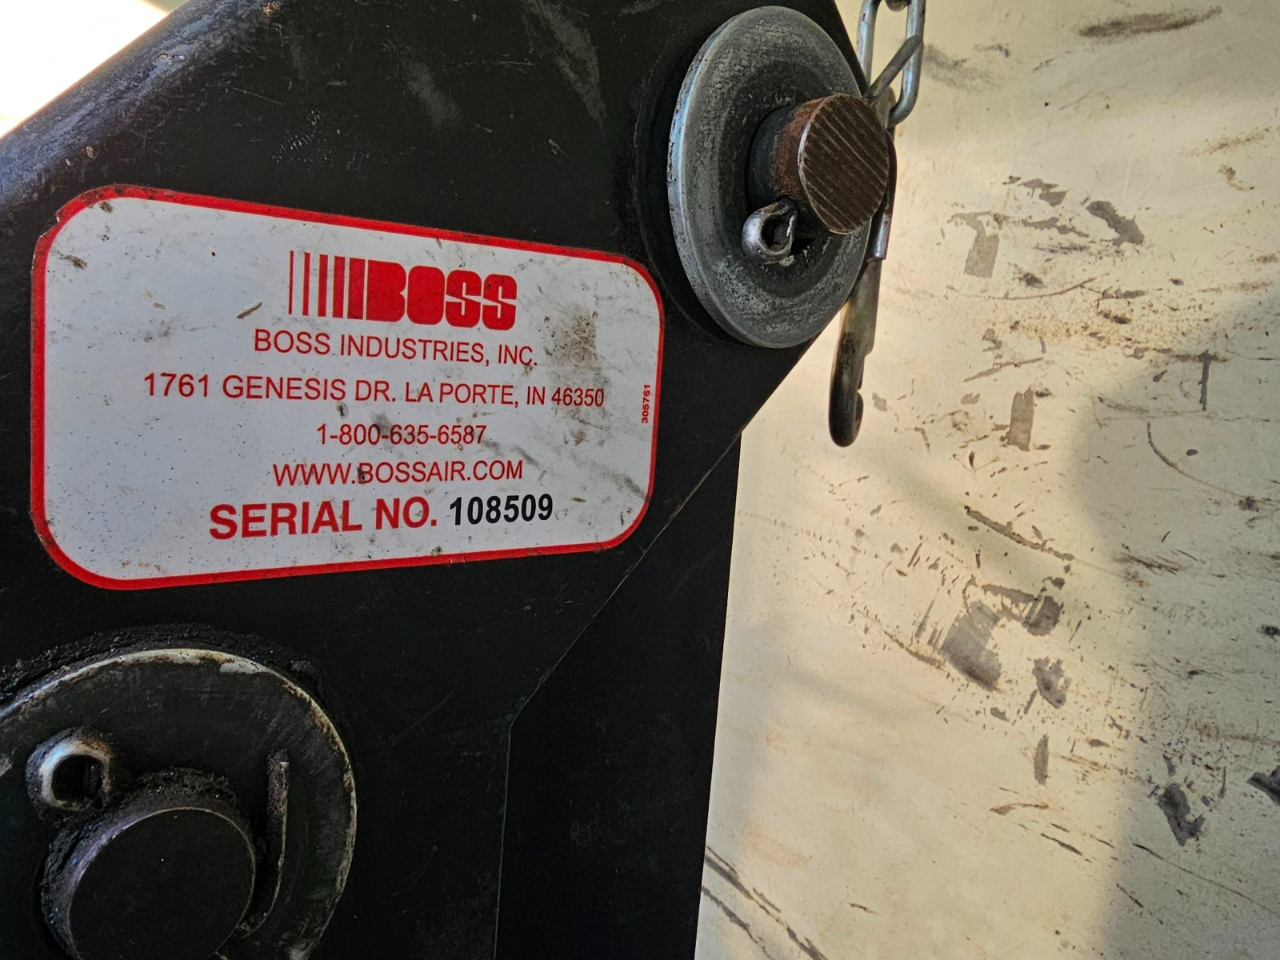 BOSS
BOSS INDUSTRIES, INC.
1761 GENESIS DR. LA PORTE, IN 46350
305751
1-800-635-6587
WWW.BOSSAIR.COM
SERIAL NO. 108509